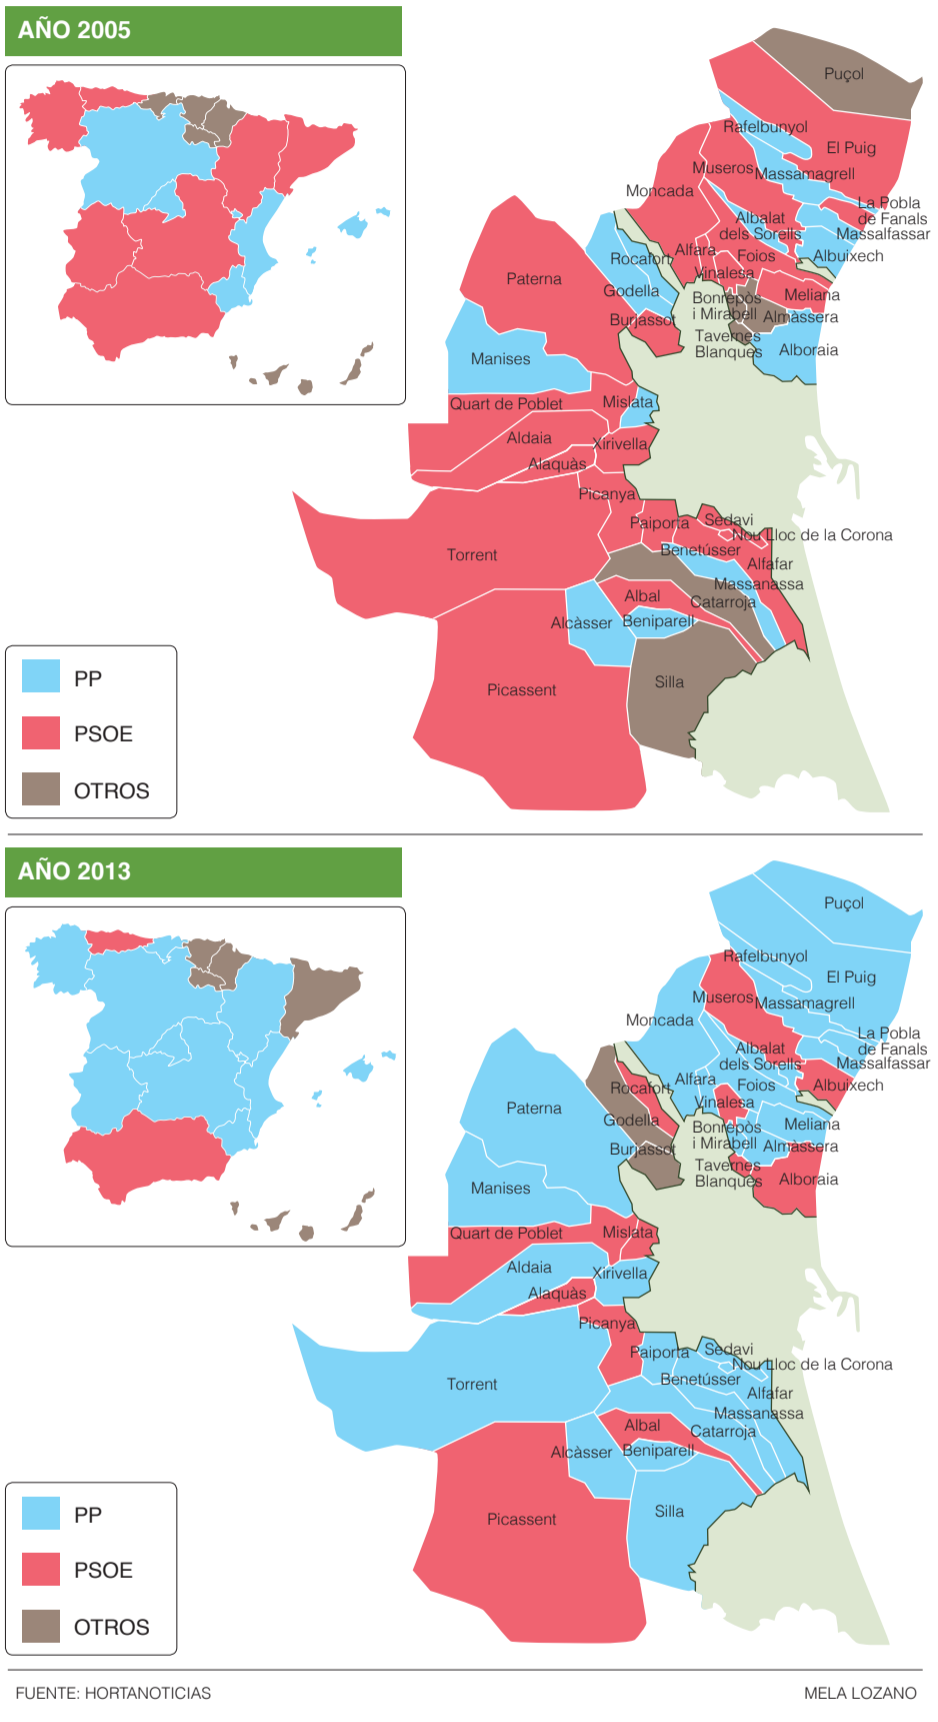 AÑO 2005
Puçol
Rafelbunyol
El Puig
Museros
Massamagrell
Moncada
La Pobla
de Fanals
Albalat
dels Sorells
Massalfassar
Rocafort
Alfara
Foios
Albuixech
Paterna
Vinalesa
Godella
Bonrepòs
i Mirabell
Meliana
Burjassot
Almàssera
Tavernes
Blanques
Alboraia
Manises
Quart de Poblet
Mislata
Aldaia
Xirivella
Alaquàs
Picanya
Paiporta
Sedavi
Nou Lloc de la Corona
Torrent
Benetússer
Alfafar
Massanassa
Albal
Catarroja
Alcàsser
Beniparell
Picassent
Silla
PP
PSOE
OTROS
AÑO 2013
Puçol
Rafelbunyol
El Puig
Museros
Massamagrell
Moncada
La Pobla
de Fanals
Albalat
dels Sorells
Massalfassar
Rocafort
Alfara
Foios
Albuixech
Paterna
Vinalesa
Godella
Bonrepòs
i Mirabell
Meliana
Burjassot
Almàssera
Tavernes
Blanques
Alboraia
Manises
Quart de Poblet
Mislata
Aldaia
Xirivella
Alaquàs
Picanya
Paiporta
Sedavi
Nou Lloc de la Corona
Torrent
Benetússer
Alfafar
Massanassa
Albal
Catarroja
Alcàsser
Beniparell
Picassent
Silla
PP
PSOE
OTROS
FUENTE: HORTANOTICIAS
MELA LOZANO